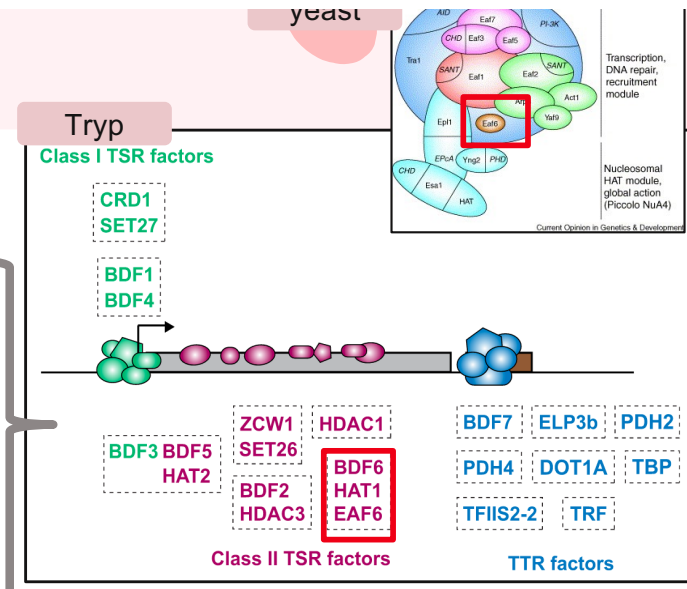 yeast
AID
Eaf7
PI-3K
CHD
Eaf3
Eaf5
Tra1
SANT
Eaf1
Eaf2
SANT
Act1
Yaf9
Epl1
Eaf6
EPcA
Yng2
PHD
CHD
Esa1
HAT
Transcription,
DNA repair,
recruitment
module
Nucleosomal
HAT module,
global action
(Piccolo NuA4)
Current Opinion in Genetics & Development
Tryp
Class I TSR factors
CRD1
SET27
BDF1
BDF4
BDF3 BDF5
HAT2
ZCW1
SET26
BDF2
HDAC3
HDAC1
BDF6
HAT1
EAF6
Class II TSR factors
BDF7
ELP3b
PDH2
PDH4
DOT1A
TBP
TFIIS2-2
TRF
TTR factors